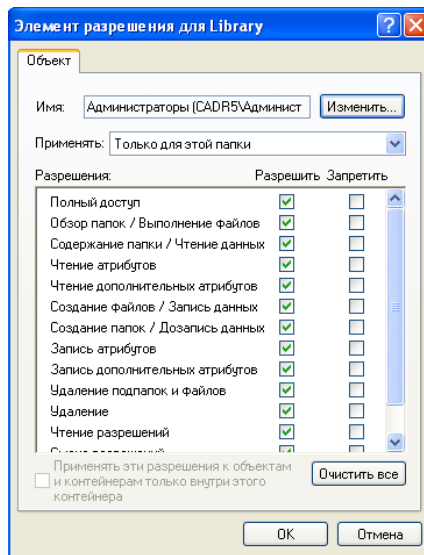 Элемент разрешения для Library
Объект
Имя: Администраторы (CADR5\Админист Изменить...
Применять: Только для этой папки
Разрешения: Разрешить Запретить
Полный доступ
Обзор папок / Выполнение файлов
Содержание папки / Чтение данных
Чтение атрибутов
Чтение дополнительных атрибутов
Создание файлов / Запись данных
Создание папок / Дозапись данных
Запись атрибутов
Запись дополнительных атрибутов
Удаление подпапок и файлов
Удаление
Чтение разрешений
Применять эти разрешения к объектам
и контейнерам только внутри этого
контейнера
Очистить все
OK Отмена